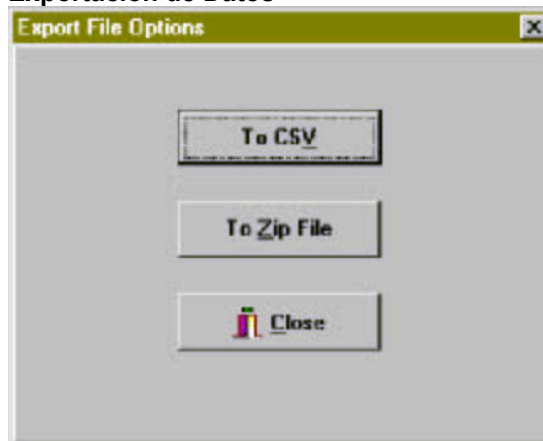 Exportación de Datos
Export File Options
To CSV
To Zip File
Close